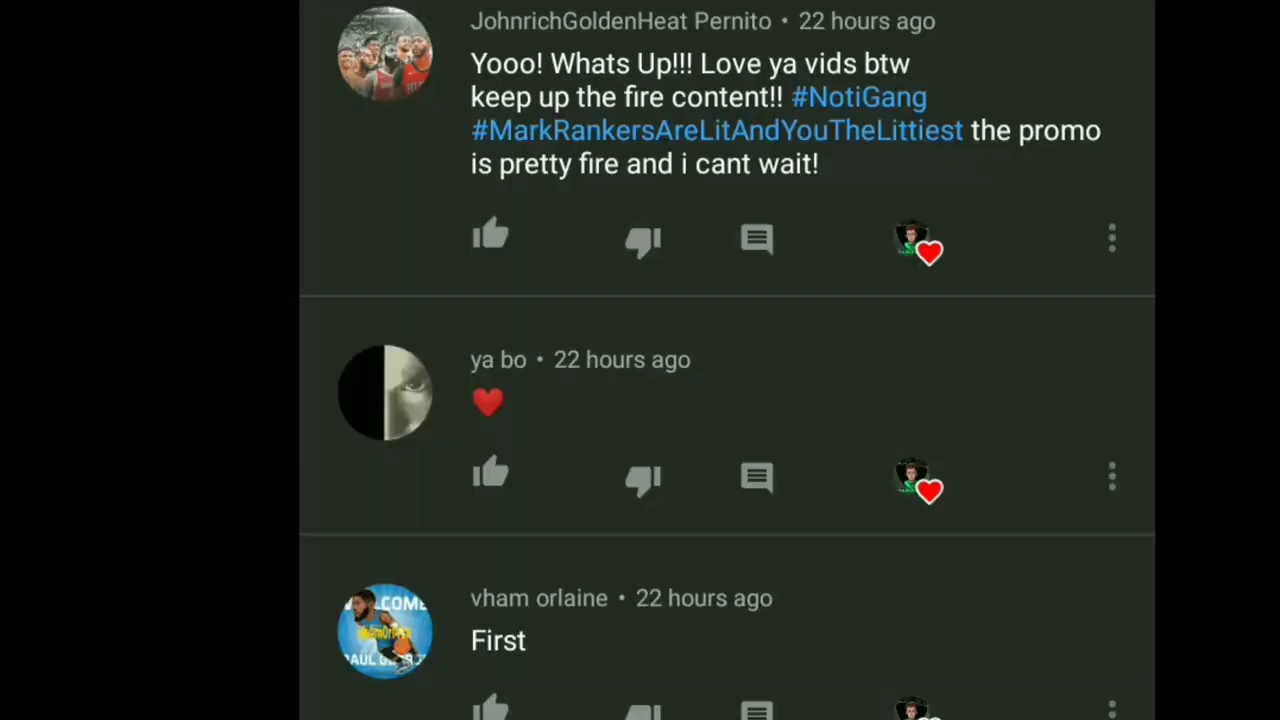 JohnrichGoldenHeat Pernito • 22 hours ago
Yooo! Whats Up!!! Love ya vids btw
keep up the fire content!! #NotiGang
#MarkRankersAreLitAndYouTheLittiest the promo
is pretty fire and i cant wait!
ya bo • 22 hours ago
❤️
vham orlaine • 22 hours ago
First